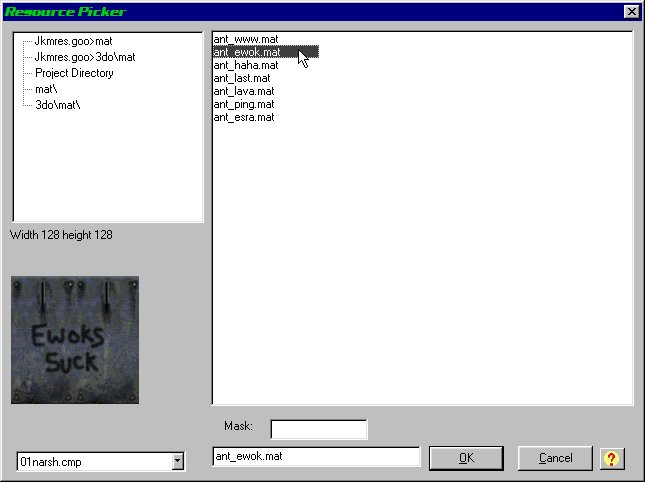 Resource Picker
Jkmres.goo>mat
Jkmres.goo>3do\mat
Project Directory
mat\
3do\mat\
ant_www.mat
ant_ewok.mat
ant_haha.mat
ant_last.mat
ant_lava.mat
ant_ping.mat
ant_esra.mat
Width 128 height 128
Ewoks
Suck
Mask:
01narsh.cmp
ant_ewok.mat
OK
Cancel
?